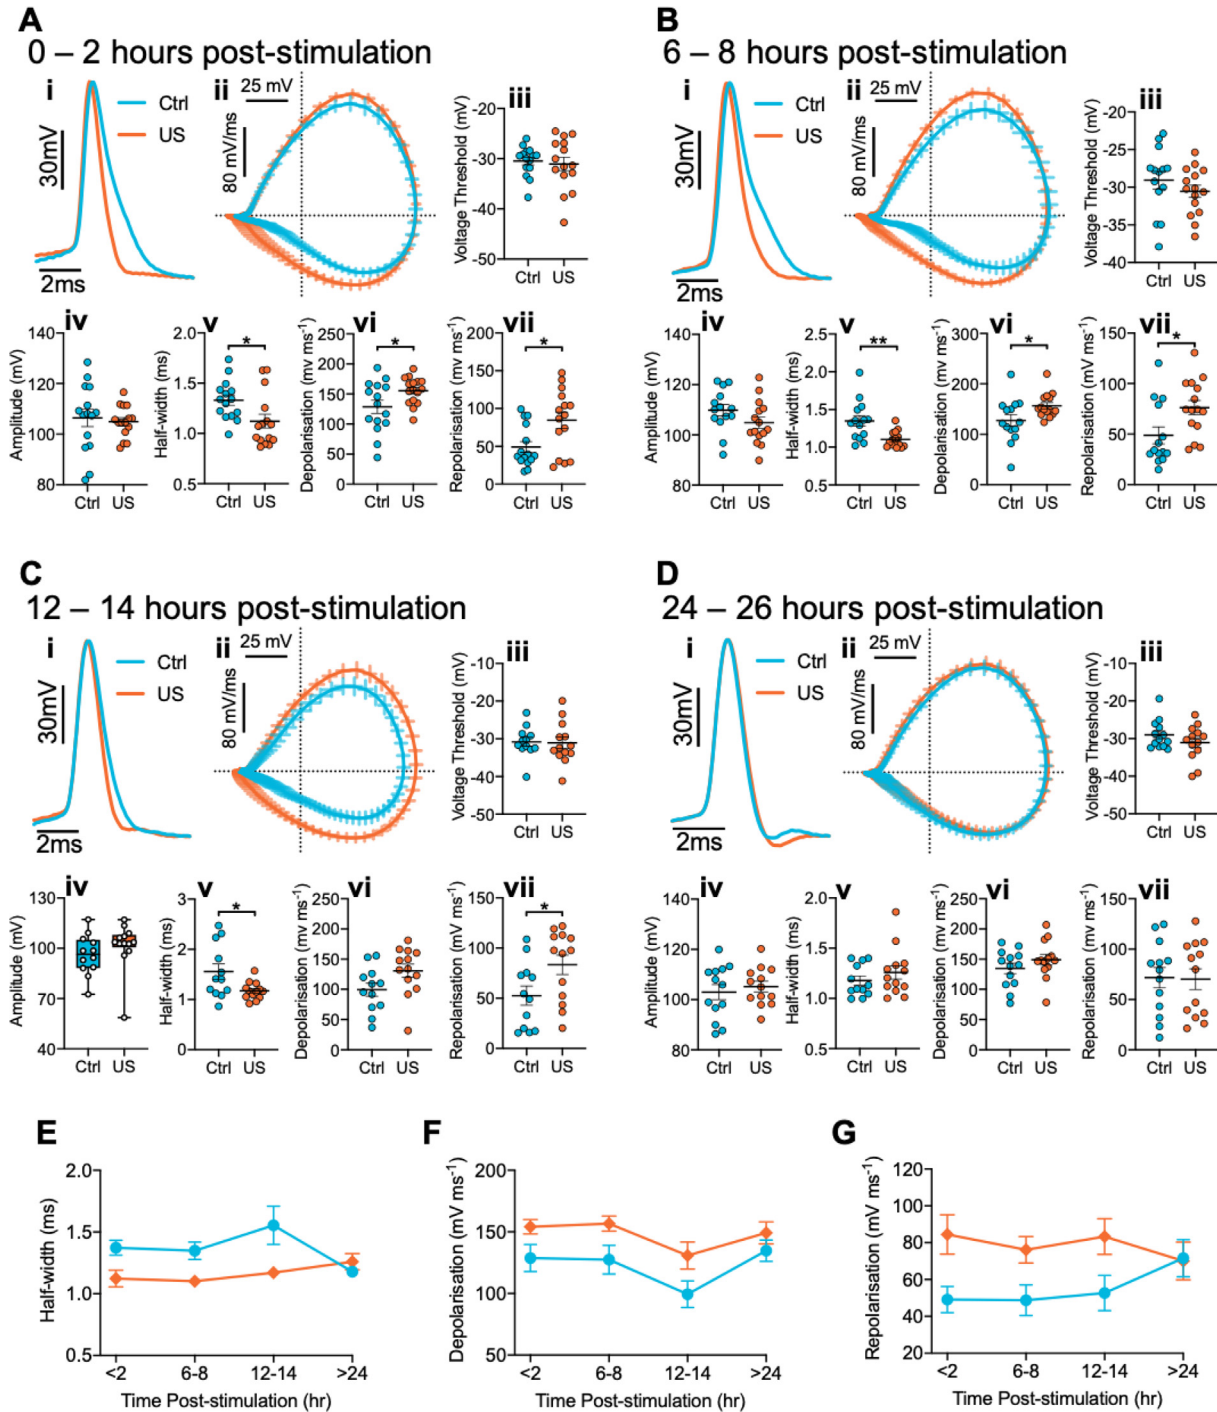 A
0 – 2 hours post-stimulation
i
Ctrl
US
30mV
2ms
ii
25 mV
80 mV/ms
iii
Voltage Threshold (mV)
-20
-30
-40
-50
Ctrl US
iv
Amplitude (mV)
140
120
100
80
Ctrl US
v
Half-width (ms)
2.0
1.5
1.0
0.5
*
Ctrl US
vi
Depolarisation (mv ms-1)
250
200
150
100
50
0
*
Ctrl US
vii
Repolarisation (mv ms-1)
200
150
100
50
0
*
Ctrl US
B
6 – 8 hours post-stimulation
i
Ctrl
US
30mV
2ms
ii
25 mV
80 mV/ms
iii
Voltage Threshold (mV)
-20
-25
-30
-35
-40
Ctrl US
iv
Amplitude (mV)
140
120
100
80
Ctrl US
v
Half-width (ms)
2.5
2.0
1.5
1.0
0.5
**
Ctrl US
vi
Depolarisation (mv ms-1)
300
200
100
0
*
Ctrl US
vii
Repolarisation (mv ms-1)
150
100
50
0
*
Ctrl US
C
12 – 14 hours post-stimulation
i
Ctrl
US
30mV
2ms
ii
25 mV
80 mV/ms
iii
Voltage Threshold (mV)
-10
-20
-30
-40
-50
Ctrl US
iv
Amplitude (mV)
130
100
70
40
Ctrl US
v
Half-width (ms)
3
2
1
0
*
Ctrl US
vi
Depolarisation (mv ms-1)
250
200
150
100
50
0
Ctrl US
vii
Repolarisation (mv ms-1)
150
100
50
0
*
Ctrl US
D
24 – 26 hours post-stimulation
i
Ctrl
US
30mV
2ms
ii
25 mV
80 mV/ms
iii
Voltage Threshold (mV)
-10
-20
-30
-40
-50
Ctrl US
iv
Amplitude (mV)
140
120
100
80
Ctrl US
v
Half-width (ms)
2.0
1.5
1.0
0.5
Ctrl US
vi
Depolarisation (mv ms-1)
250
200
150
100
50
0
Ctrl US
vii
Repolarisation (mv ms-1)
150
100
50
0
Ctrl US
E
Half-width (ms)
2.0
1.5
1.0
0.5
<2 6-8 12-14 >24
Time Post-stimulation (hr)
F
Depolarisation (mV ms-1)
200
150
100
50
<2 6-8 12-14 >24
Time Post-stimulation (hr)
G
Repolarisation (mV ms-1)
120
100
80
60
40
20
<2 6-8 12-14 >24
Time Post-stimulation (hr)